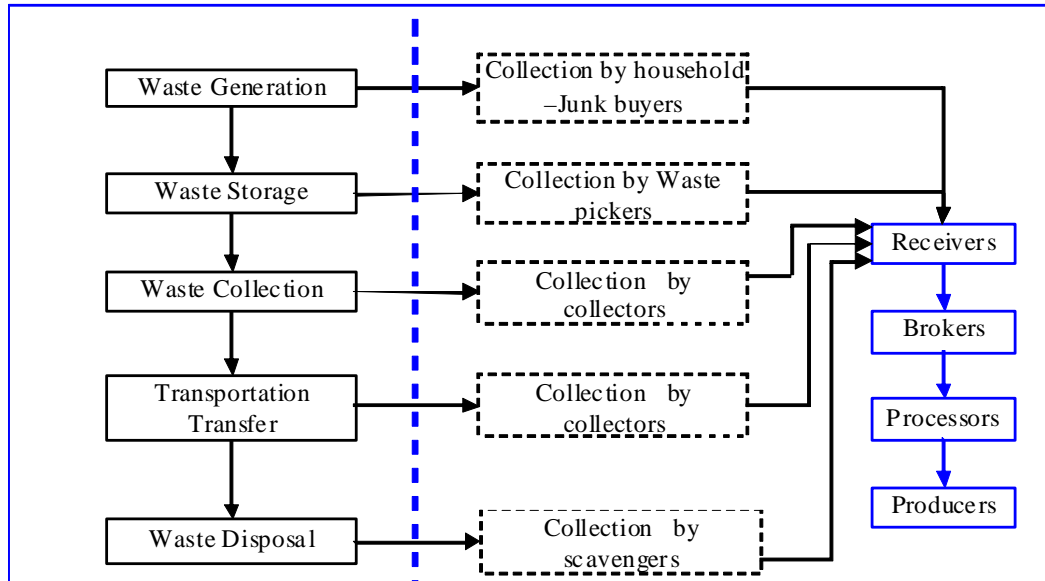 Waste Generation
Collection by household
–Junk buyers
Waste Storage
Collection by Waste
pickers
Receivers
Waste Collection
Collection by
collectors
Brokers
Transportation
Transfer
Collection by
collectors
Processors
Producers
Waste Disposal
Collection by
scavengers